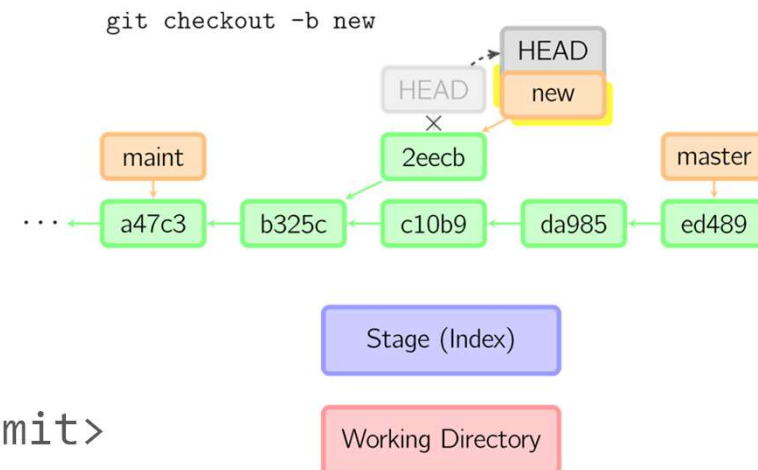 git checkout -b new
HEAD
HEAD
new
maint
2eecb
master
... a47c3 b325c c10b9 da985 ed489
Stage (Index)
mit>
Working Directory